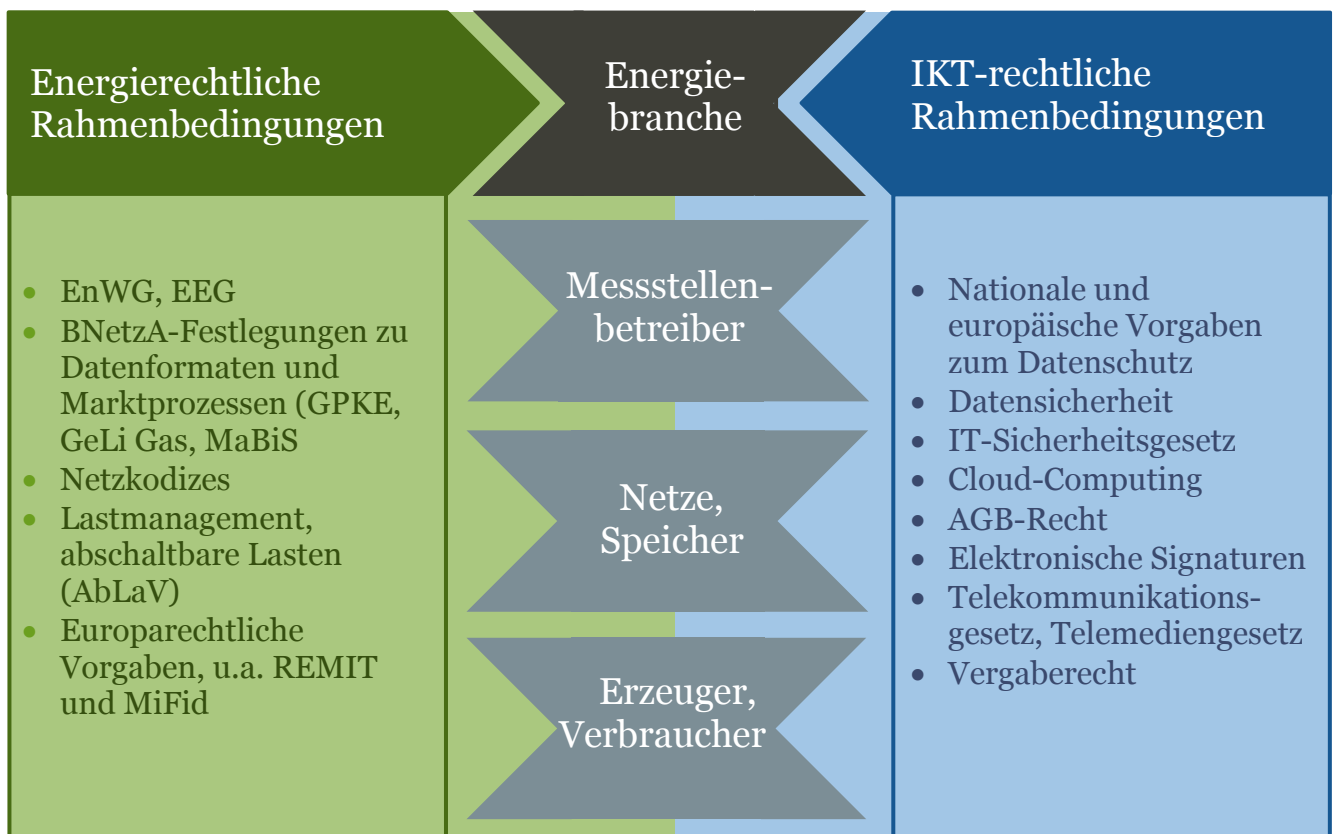 Energierechtliche
Rahmenbedingungen
• EnWG, EEG
• BNetzA-Festlegungen zu
Datenformaten und
Marktprozessen (GPKE,
GeLi Gas, MaBiS
• Netzkodizes
• Lastmanagement,
abschaltbare Lasten
(AbLaV)
• Europarechtliche
Vorgaben, u.a. REMIT
und MiFid
Energie-
branche
Messstellen-
betreiber
Netze,
Speicher
Erzeuger,
Verbraucher
IKT-rechtliche
Rahmenbedingungen
• Nationale und
europäische Vorgaben
zum Datenschutz
• Datensicherheit
• IT-Sicherheitsgesetz
• Cloud-Computing
• AGB-Recht
• Elektronische Signaturen
• Telekommunikations-
gesetz, Telemediengesetz
• Vergaberecht